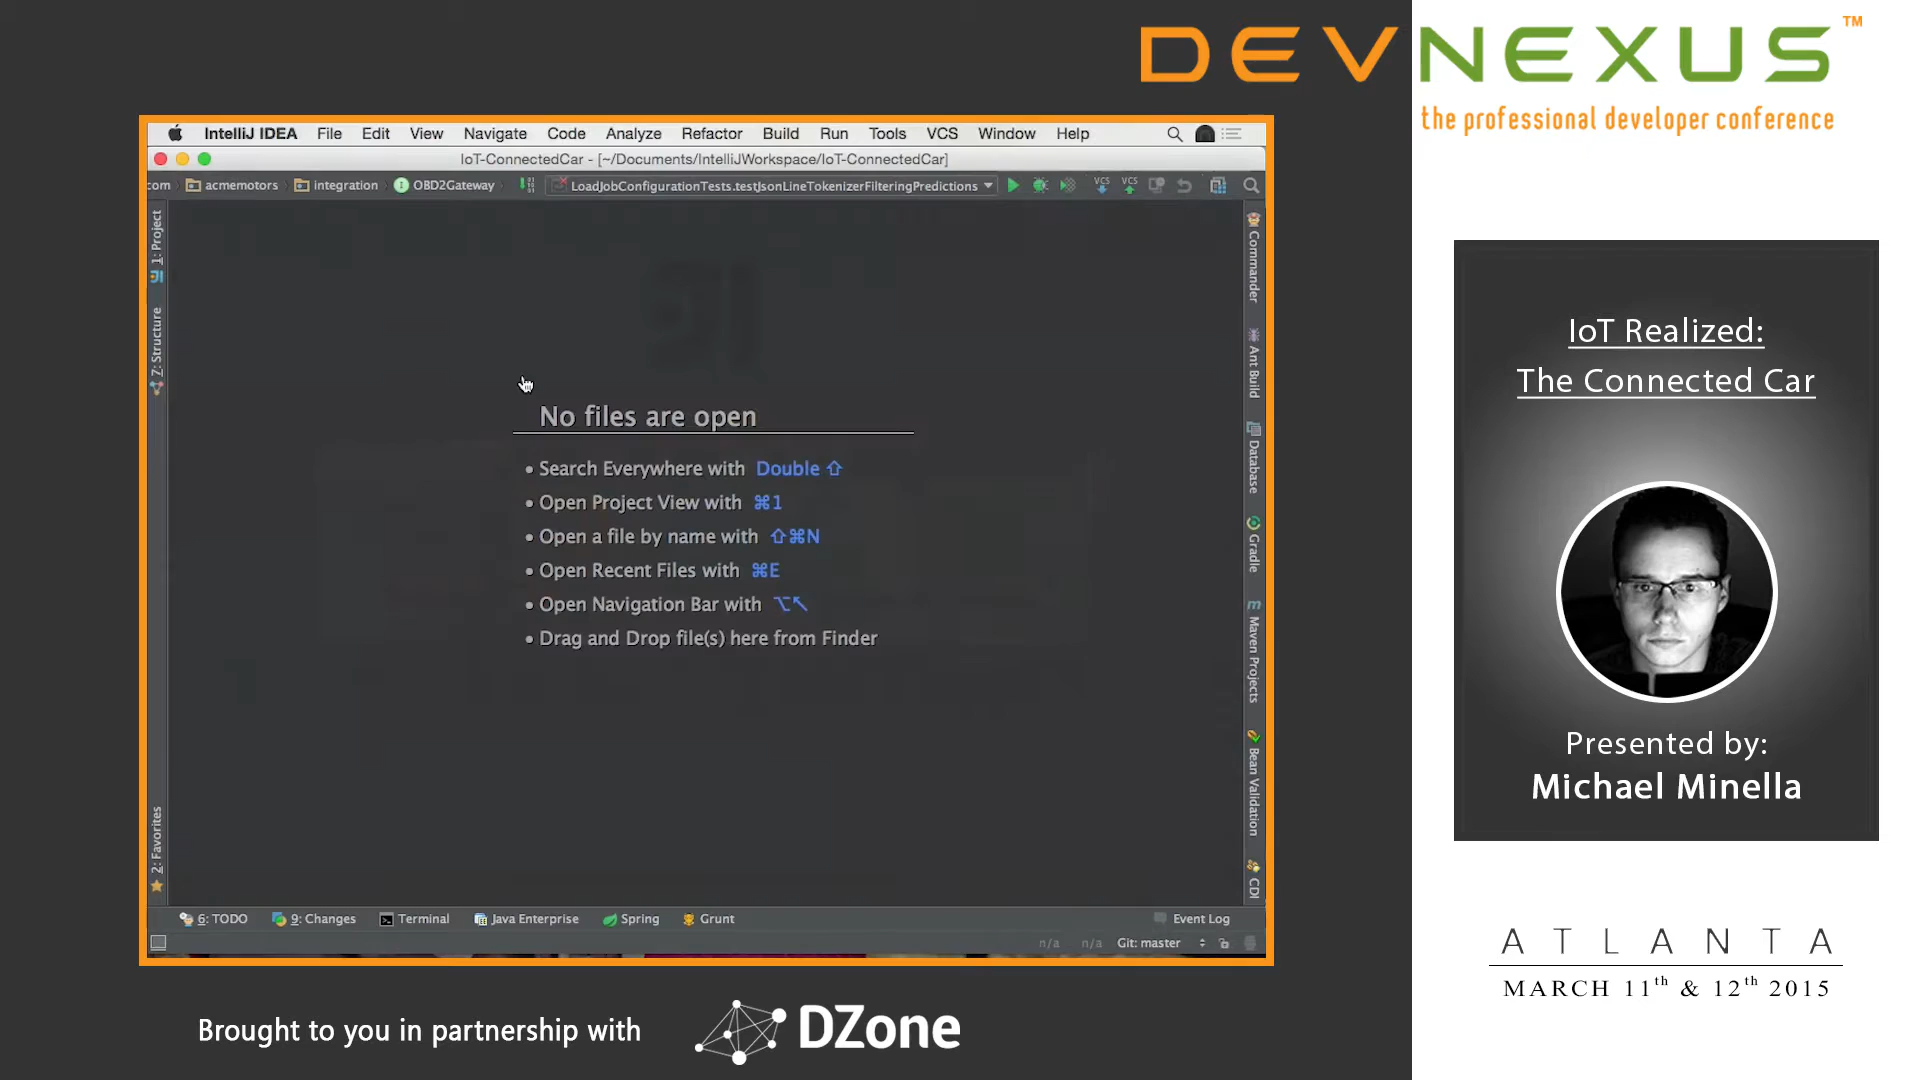 DEVNEXUS™
the professional developer conference
IntelliJ IDEA File Edit View Navigate Code Analyze Refactor Build Run Tools VCS Window Help
IoT-ConnectedCar - [~/Documents/IntelliJWorkspace/IoT-ConnectedCar]
com acmemotors integration OBD2Gateway LoadJobConfigurationTests.testJsonLineTokenizerFilteringPredictions VCS VCS
1: Project
7: Structure
2: Favorites
No files are open
• Search Everywhere with Double ⇧
• Open Project View with ⌘1
• Open a file by name with ⇧⌘N
• Open Recent Files with ⌘E
• Open Navigation Bar with ⌥↖
• Drag and Drop file(s) here from Finder
Commander
Ant Build
Database
Gradle
Maven Projects
Bean Validation
CDI
6: TODO 9: Changes Terminal Java Enterprise Spring Grunt Event Log
n/a n/a Git: master
IoT Realized:
The Connected Car
Presented by:
Michael Minella
ATLANTA
MARCH 11th & 12th 2015
Brought to you in partnership with DZone